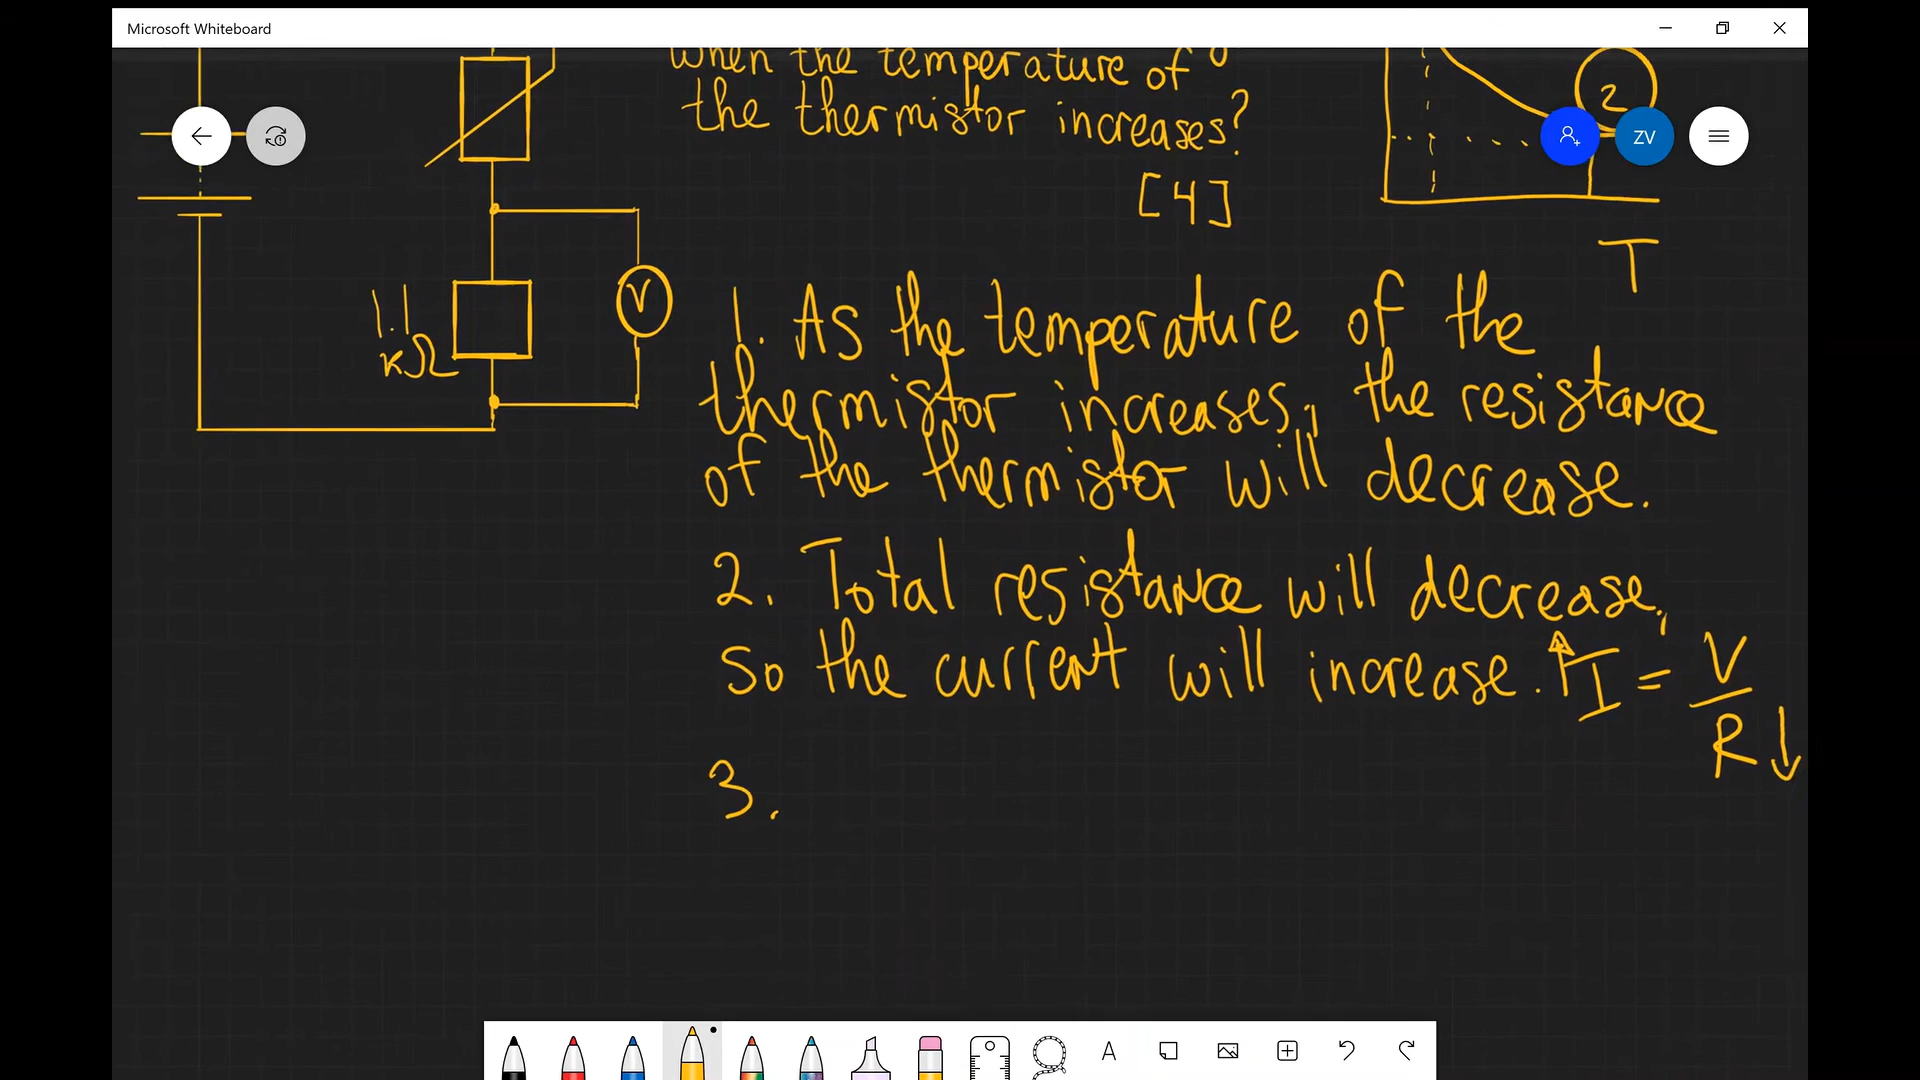 Microsoft Whiteboard
when the temperature of
the thermistor increases?
[4]
2
ZV
T
1.1
kΩ
V
1. As the temperature of the
thermistor increases, the resistance
of the thermistor will decrease.
2. Total resistance will decrease,
so the current will increase. ↑I = V/R ↓
3.
A